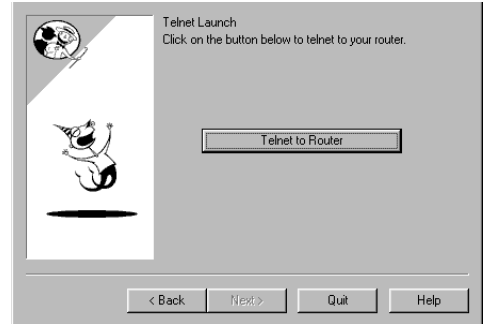 Telnet Launch
Click on the button below to telnet to your router.
Telnet to Router
< Back Next > Quit Help